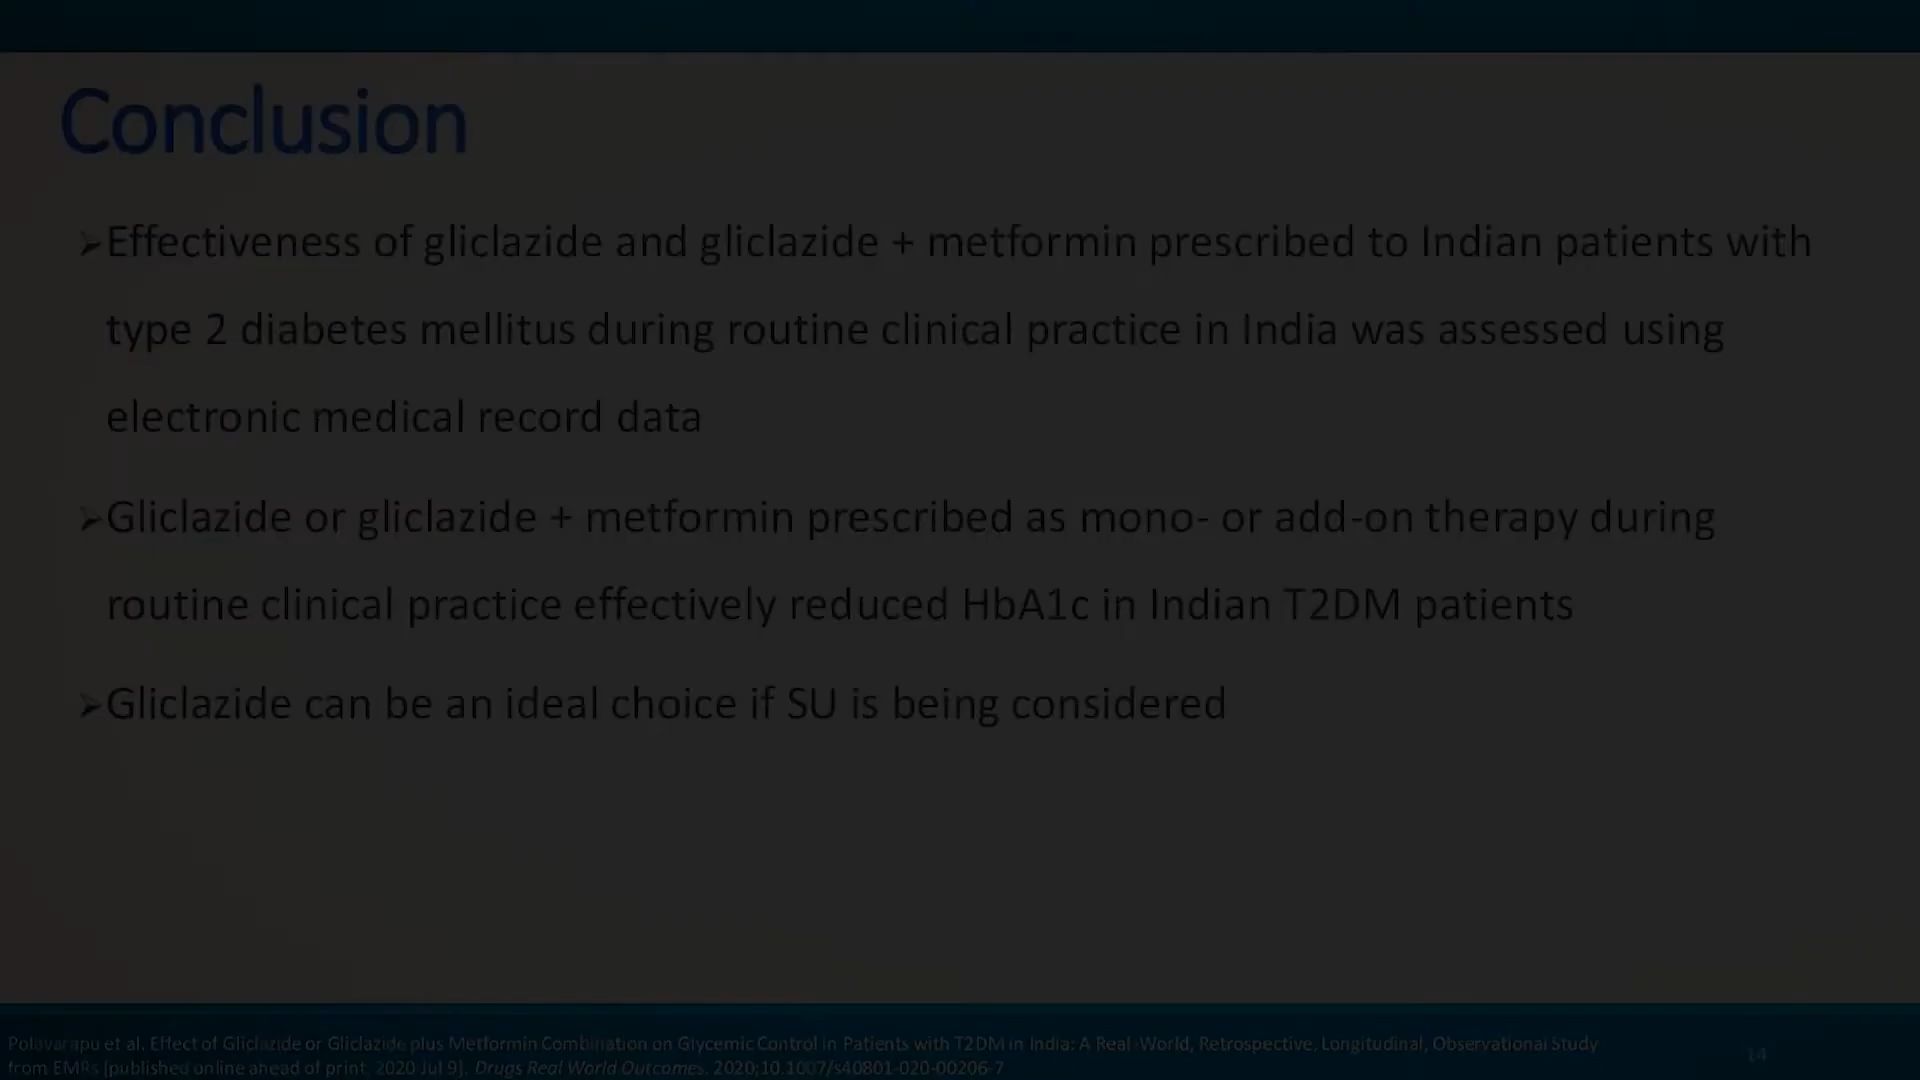 Conclusion
➢Effectiveness of gliclazide and gliclazide + metformin prescribed to Indian patients with
type 2 diabetes mellitus during routine clinical practice in India was assessed using
electronic medical record data
➢Gliclazide or gliclazide + metformin prescribed as mono- or add-on therapy during
routine clinical practice effectively reduced HbA1c in Indian T2DM patients
➢Gliclazide can be an ideal choice if SU is being considered
Polavarapu et al. Effect of Gliclazide or Gliclazide plus Metformin Combination on Glycemic Control in Patients with T2DM in India: A Real-World, Retrospective, Longitudinal, Observational Study
from EMRs [published online ahead of print, 2020 Jul 9]. Drugs Real World Outcomes. 2020;10.1007/s40801-020-00206-7
14